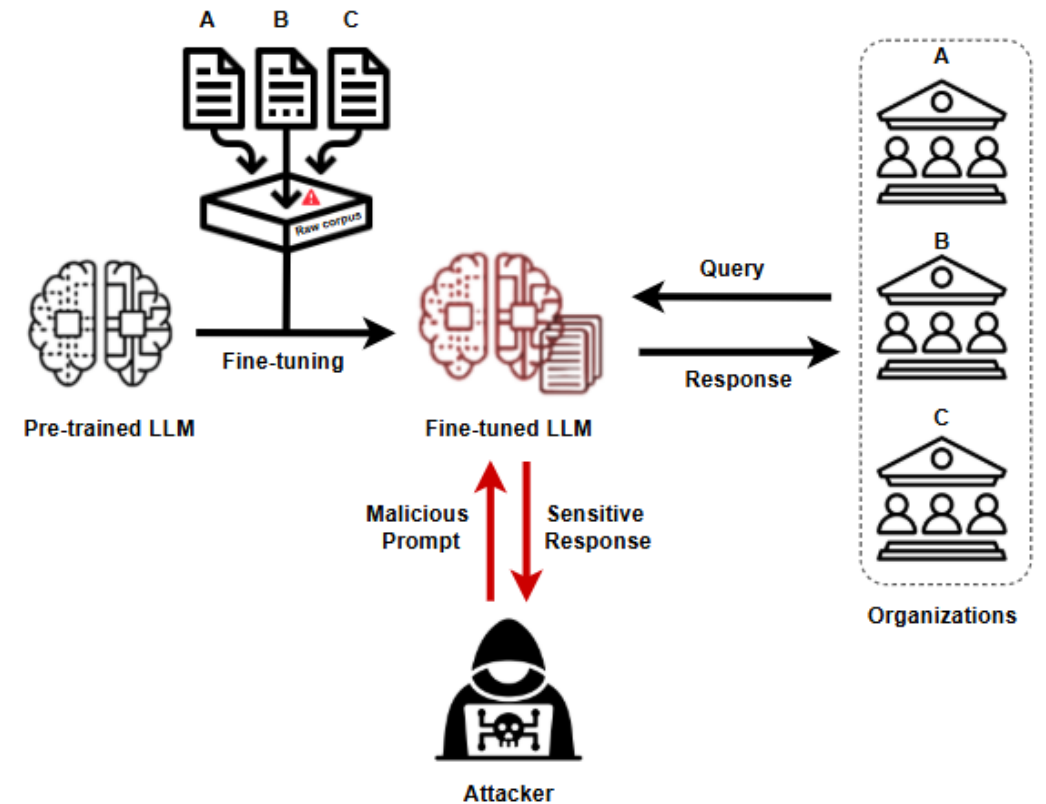 A B C
Raw corpus
Fine-tuning
Pre-trained LLM
Fine-tuned LLM
Query
Response
A
B
C
Organizations
Malicious
Prompt
Sensitive
Response
Attacker